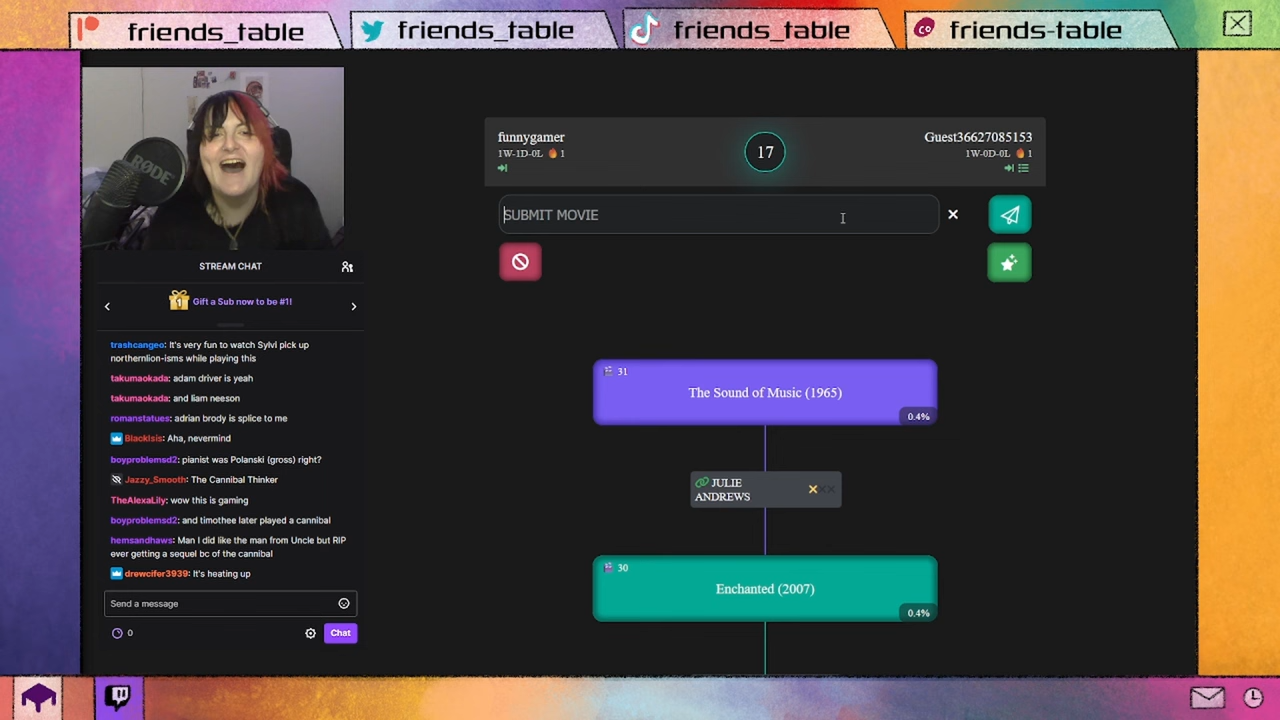 friends_table
friends_table
friends_table
friends-table
RØDE
funnygamer
1W-1D-0L 1
17
Guest36627085153
1W-0D-0L 1
SUBMIT MOVIE
STREAM CHAT
1 Gift a Sub now to be #1!
trashcangeo: It's very fun to watch Sylvi pick up
northernlion-isms while playing this
takumaokada: adam driver is yeah
takumaokada: and liam neeson
romanstatues: adrian brody is splice to me
BlackIsis: Aha, nevermind
boyproblemsd2: pianist was Polanski (gross) right?
Jazzy_Smooth: The Cannibal Thinker
TheAlexaLily: wow this is gaming
boyproblemsd2: and timothee later played a cannibal
hemsandhaws: Man I did like the man from Uncle but RIP
ever getting a sequel bc of the cannibal
drewcifer3939: It's heating up
Send a message
0
Chat
31
The Sound of Music (1965)
0.4%
JULIE
ANDREWS
30
Enchanted (2007)
0.4%